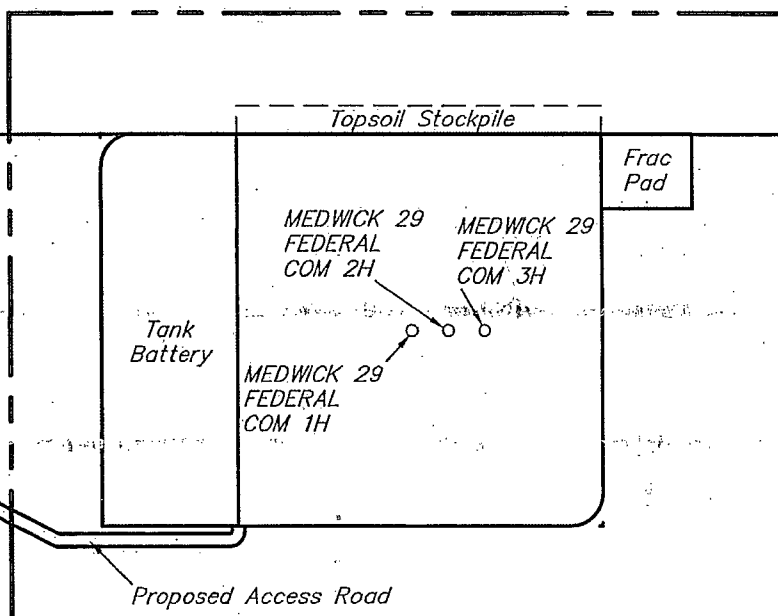 Topsoil Stockpile
Frac
Pad
MEDWICK 29
FEDERAL
COM 2H
MEDWICK 29
FEDERAL
COM 3H
Tank
Battery
MEDWICK 29
FEDERAL
COM 1H
Proposed Access Road